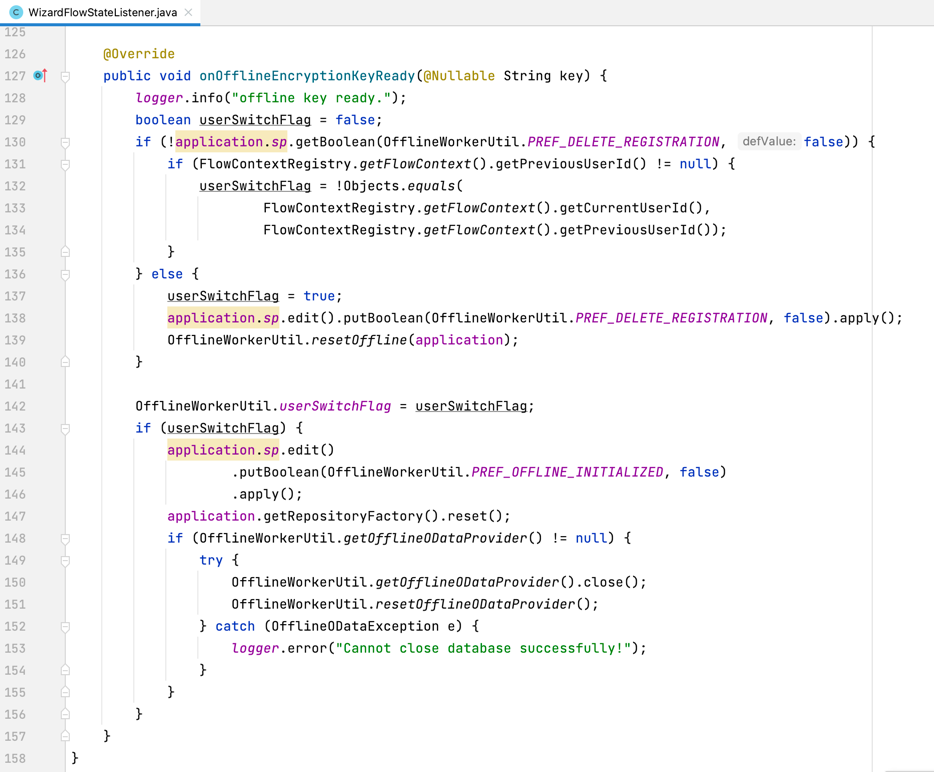 WizardFlowStateListener.java
125
126 @Override
127 public void onOfflineEncryptionKeyReady(@Nullable String key) {
128 logger.info("offline key ready.");
129 boolean userSwitchFlag = false;
130 if (!application.sp.getBoolean(OfflineWorkerUtil.PREF_DELETE_REGISTRATION, defValue: false)) {
131 if (FlowContextRegistry.getFlowContext().getPreviousUserId() != null) {
132 userSwitchFlag = !Objects.equals(
133 FlowContextRegistry.getFlowContext().getCurrentUserId(),
134 FlowContextRegistry.getFlowContext().getPreviousUserId());
135 }
136 } else {
137 userSwitchFlag = true;
138 application.sp.edit().putBoolean(OfflineWorkerUtil.PREF_DELETE_REGISTRATION, false).apply();
139 OfflineWorkerUtil.resetOffline(application);
140 }
141
142 OfflineWorkerUtil.userSwitchFlag = userSwitchFlag;
143 if (userSwitchFlag) {
144 application.sp.edit()
145 .putBoolean(OfflineWorkerUtil.PREF_OFFLINE_INITIALIZED, false)
146 .apply();
147 application.getRepositoryFactory().reset();
148 if (OfflineWorkerUtil.getOfflineODataProvider() != null) {
149 try {
150 OfflineWorkerUtil.getOfflineODataProvider().close();
151 OfflineWorkerUtil.resetOfflineODataProvider();
152 } catch (OfflineODataException e) {
153 logger.error("Cannot close database successfully!");
154 }
155 }
156 }
157 }
158 }